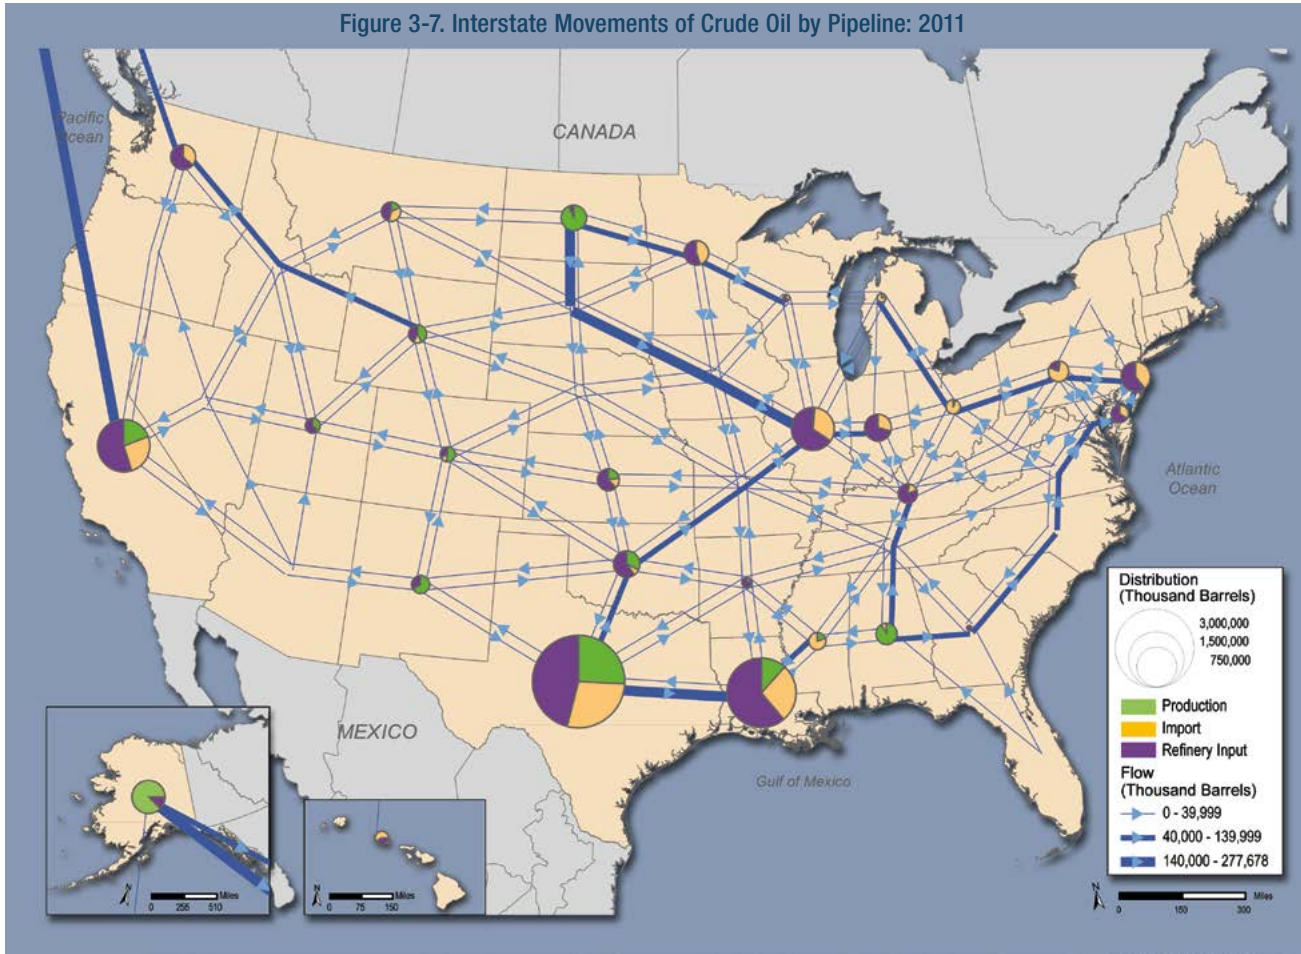 Figure 3-7. Interstate Movements of Crude Oil by Pipeline: 2011
Pacific
Ocean
CANADA
Atlantic
Ocean
MEXICO
Gulf of Mexico
Distribution
(Thousand Barrels)
3,000,000
1,500,000
750,000
Production
Import
Refinery Input
Flow
(Thousand Barrels)
0 - 39,999
40,000 - 139,999
140,000 - 277,678
N
Miles
0 255 510
N
Miles
0 75 150
N
Miles
0 150 300